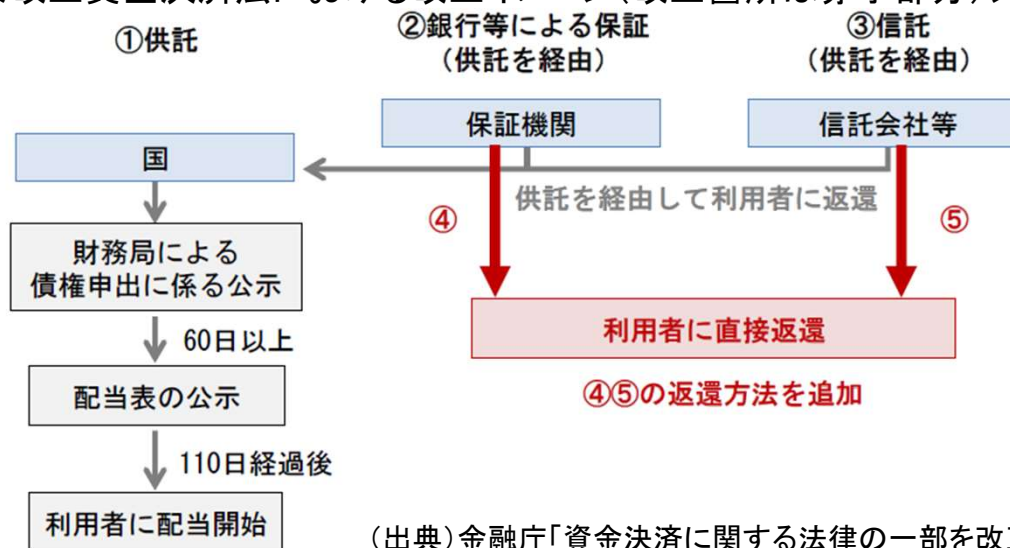 ①供託
②銀行等による保証
（供託を経由）
③信託
（供託を経由）
保証機関
信託会社等
国
供託を経由して利用者に返還
④
⑤
財務局による
債権申出に係る公示
利用者に直接返還
60日以上
④⑤の返還方法を追加
配当表の公示
110日経過後
利用者に配当開始
（出典）金融庁「資金決済に関する法律の一部を改